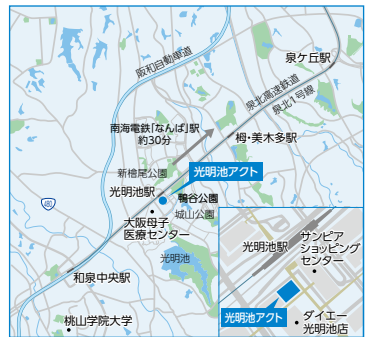 泉ケ丘駅
阪和自動車道
泉北高速鉄道
泉北1号線
南海電鉄「なんば」駅
約30分
栂・美木多駅
新檜尾公園
光明池アクト
光明池駅
鴨谷公園
城山公園
大阪母子
医療センター
480
光明池
和泉中央駅
桃山学院大学
光明池駅
サンピア
ショッピング
センター
光明池アクト
ダイエー
光明池店